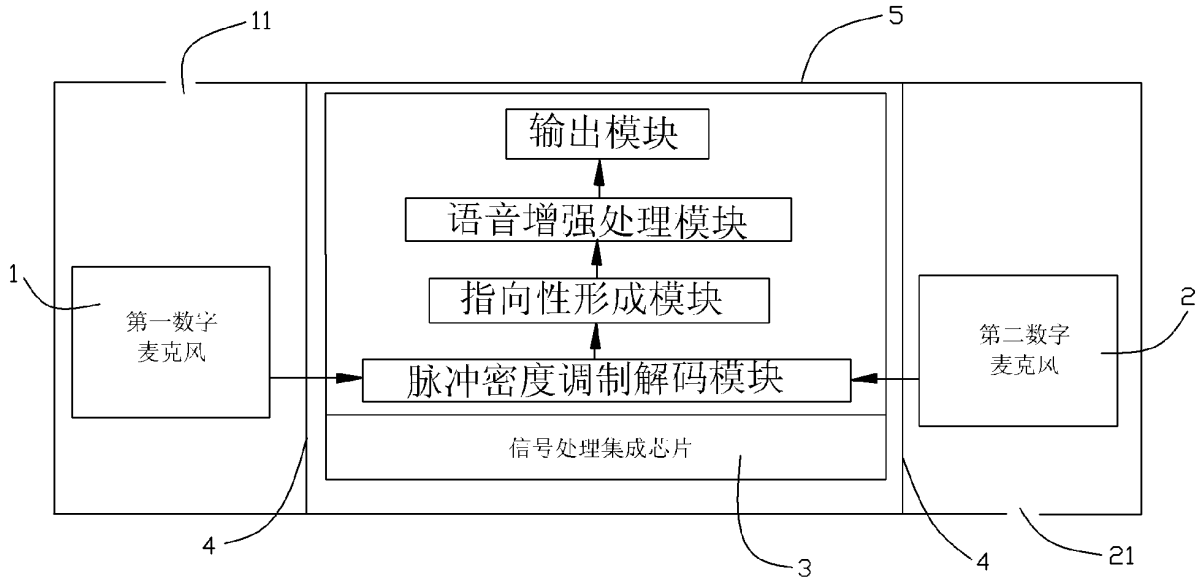 11
5
输出模块
语音增强处理模块
1
指向性形成模块
2
第一数字
麦克风
第二数字
麦克风
脉冲密度调制解码模块
信号处理集成芯片
4
3
4
21